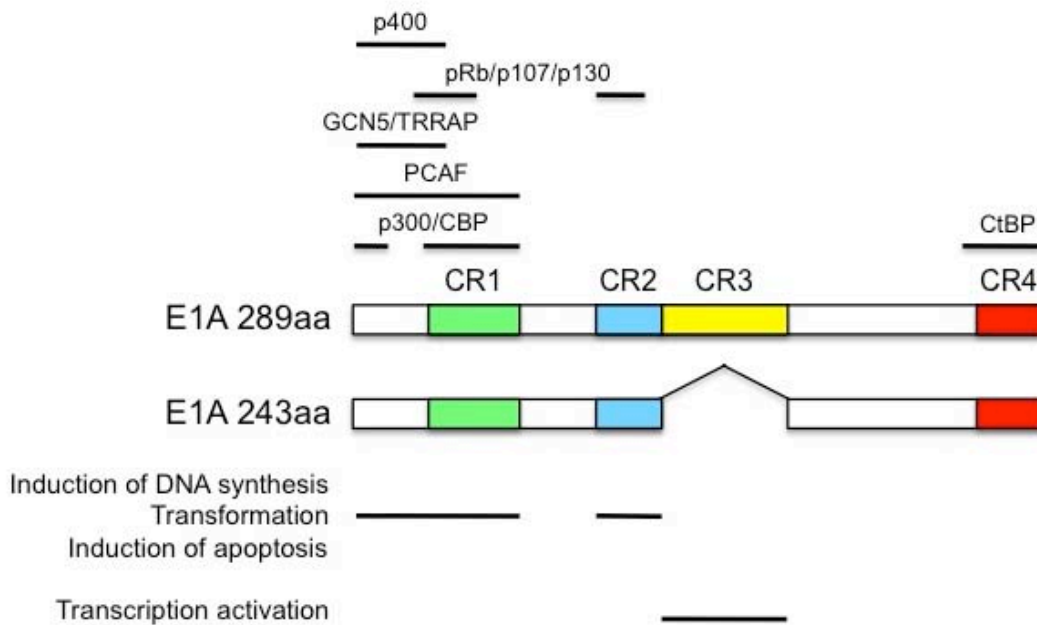 p400
pRb/p107/p130
GCN5/TRRAP
PCAF
p300/CBP
CtBP
CR1 CR2 CR3 CR4
E1A 289aa
E1A 243aa
Induction of DNA synthesis
Transformation
Induction of apoptosis
Transcription activation